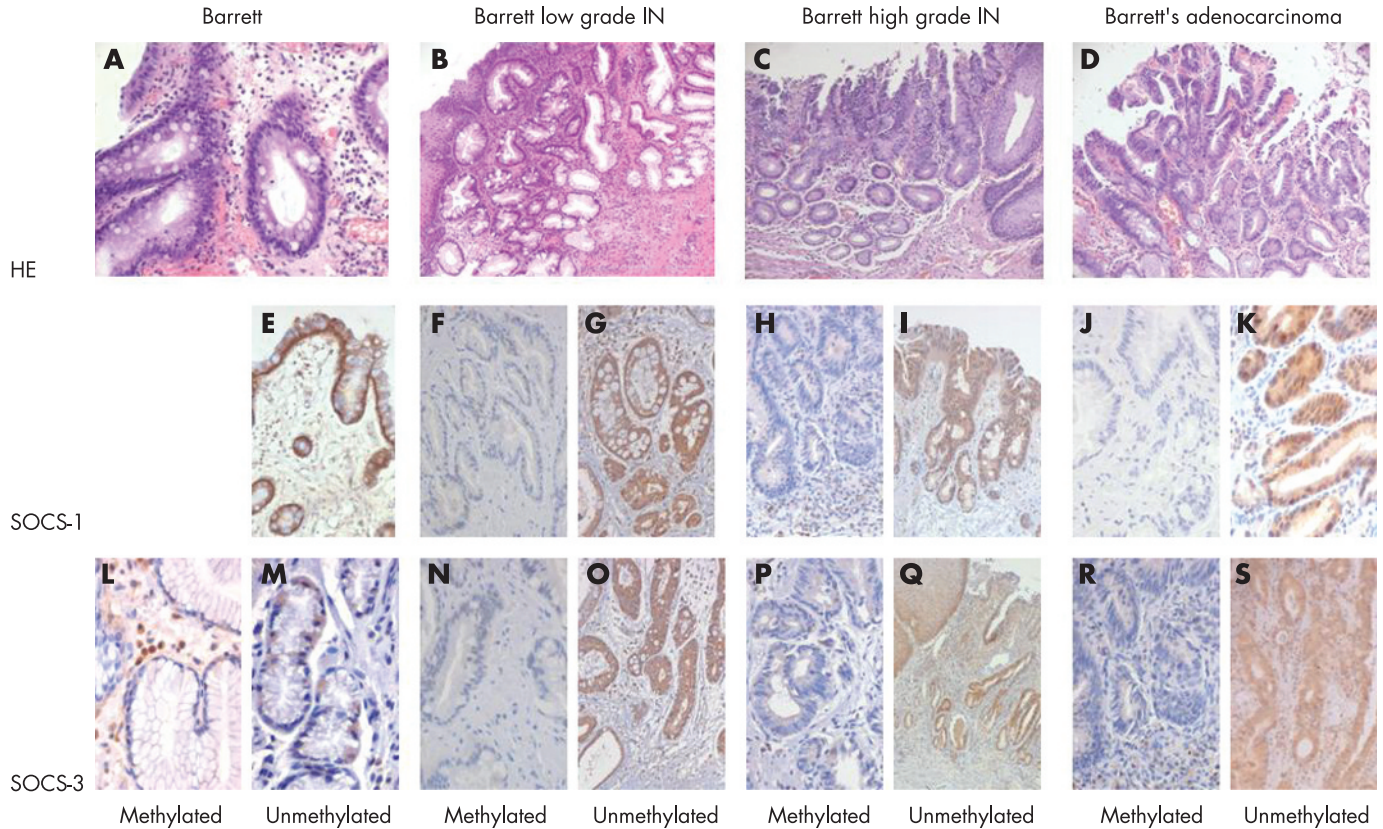 Barrett Barrett low grade IN Barrett high grade IN Barrett's adenocarcinoma
A B C D
HE
E F G H I J K
SOCS-1
L M N O P Q R S
SOCS-3
Methylated Unmethylated Methylated Unmethylated Methylated Unmethylated Methylated Unmethylated